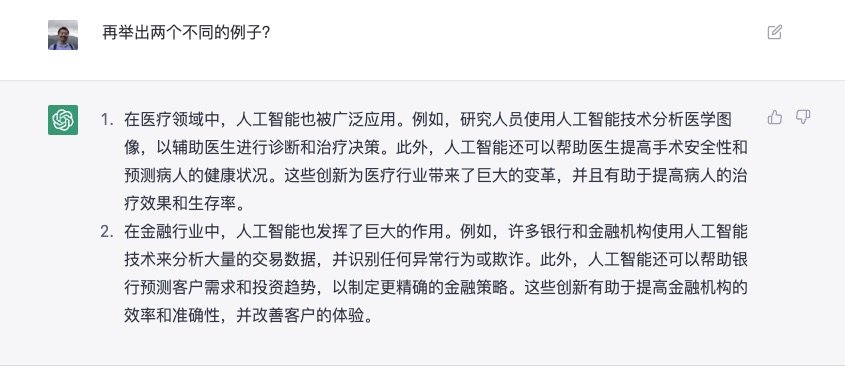 再举出两个不同的例子?
1. 在医疗领域中，人工智能也被广泛应用。例如，研究人员使用人工智能技术分析医学图
像，以辅助医生进行诊断和治疗决策。此外，人工智能还可以帮助医生提高手术安全性和
预测病人的健康状况。这些创新为医疗行业带来了巨大的变革，并且有助于提高病人的治
疗效果和生存率。
2. 在金融行业中，人工智能也发挥了巨大的作用。例如，许多银行和金融机构使用人工智能
技术来分析大量的交易数据，并识别任何异常行为或欺诈。此外，人工智能还可以帮助银
行预测客户需求和投资趋势，以制定更精确的金融策略。这些创新有助于提高金融机构的
效率和准确性，并改善客户的体验。